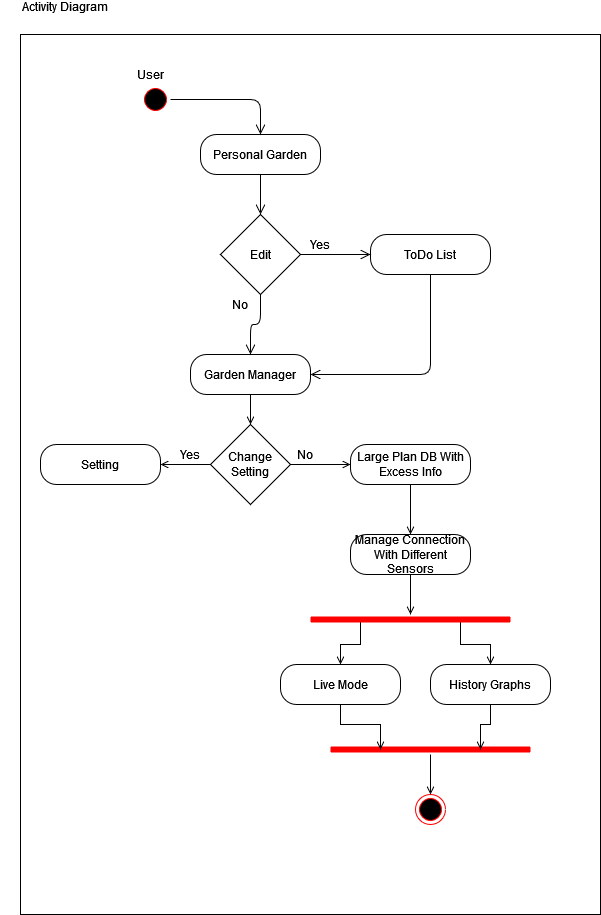 Activity Diagram
User
Personal Garden
Edit
Yes
ToDo List
No
Garden Manager
Yes
Change
Setting
No
Setting
Large Plan DB With
Excess Info
Manage Connection
With Different
Sensors
Live Mode
History Graphs